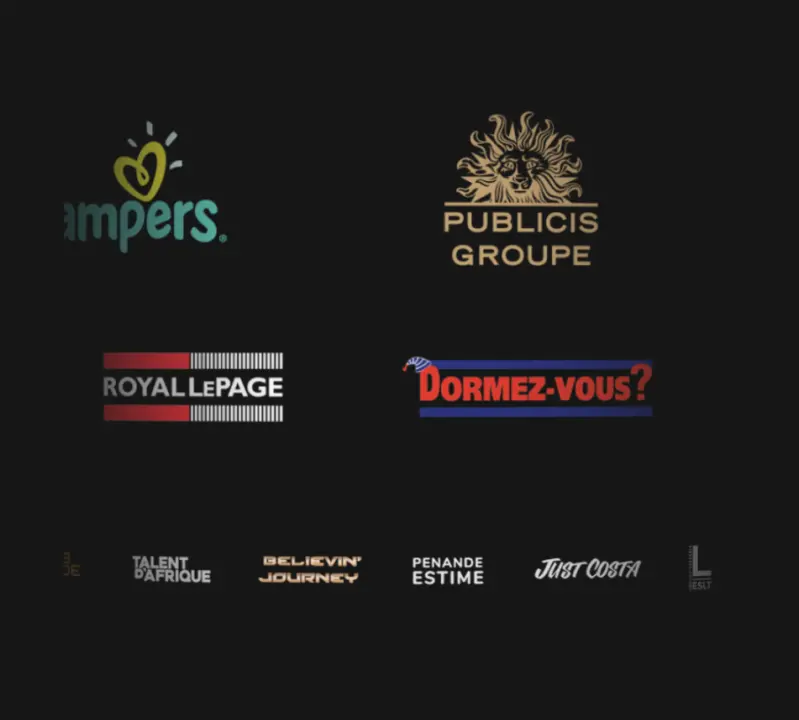 ampers®
PUBLICIS
GROUPE
ROYAL LEPAGE
DORMEZ-VOUS?
TALENT
D'AFRIQUE
BELIEVIN'
JOURNEY
PENANDE
ESTIME
JUST COSTA
L